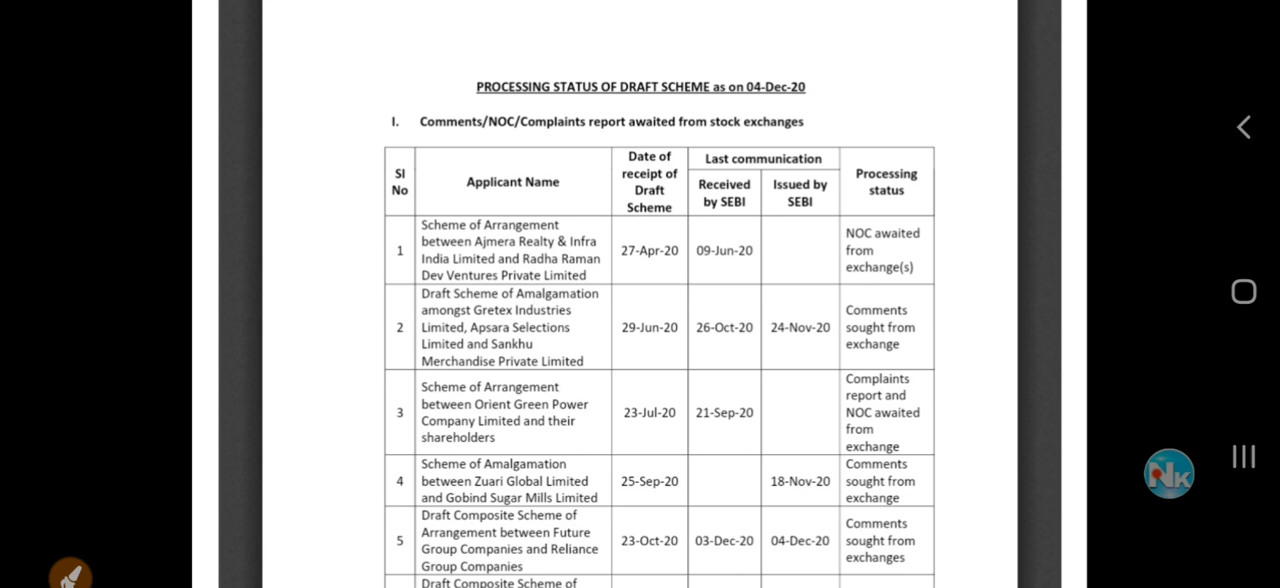 PROCESSING STATUS OF DRAFT SCHEME as on 04-Dec-20
I. Comments/NOC/Complaints report awaited from stock exchanges
Sl No
Applicant Name
Date of receipt of Draft Scheme
Last communication
Received by SEBI
Issued by SEBI
Processing status
1
Scheme of Arrangement
between Ajmera Realty & Infra
India Limited and Radha Raman
Dev Ventures Private Limited
27-Apr-20
09-Jun-20
NOC awaited
from
exchange(s)
2
Draft Scheme of Amalgamation
amongst Gretex Industries
Limited, Apsara Selections
Limited and Sankhu
Merchandise Private Limited
29-Jun-20
26-Oct-20
24-Nov-20
Comments
sought from
exchange
3
Scheme of Arrangement
between Orient Green Power
Company Limited and their
shareholders
23-Jul-20
21-Sep-20
Complaints
report and
NOC awaited
from
exchange
4
Scheme of Amalgamation
between Zuari Global Limited
and Gobind Sugar Mills Limited
25-Sep-20
18-Nov-20
Comments
sought from
exchange
5
Draft Composite Scheme of
Arrangement between Future
Group Companies and Reliance
Group Companies
23-Oct-20
03-Dec-20
04-Dec-20
Comments
sought from
exchanges
Draft Composite Scheme of
NK